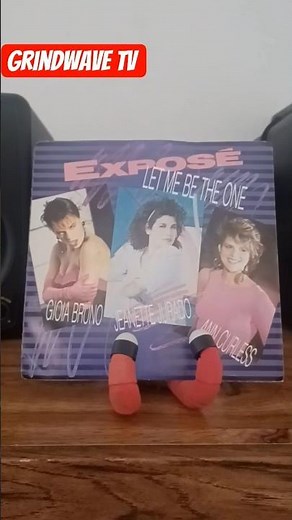 GRINDWAVE TV
EXPOSÉ
LET ME BE THE ONE
GIOIA BRUNO
JEANETTE JURADO
ANN CURLESS